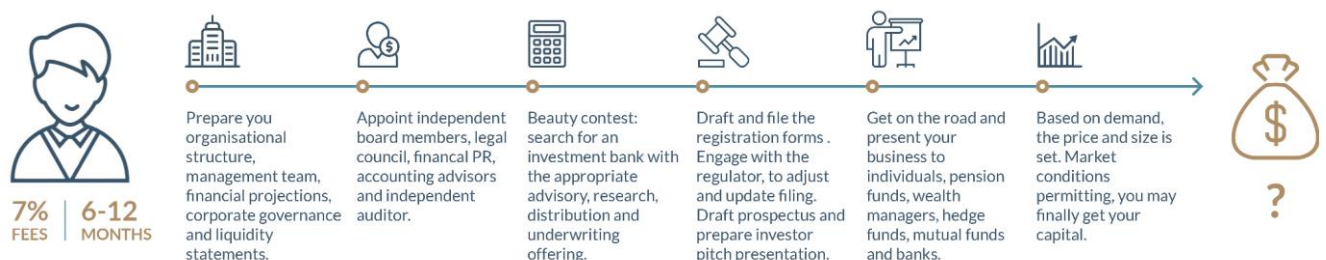 7%
FEES
6-12
MONTHS
Prepare you
organisational
structure,
management team,
financial projections,
corporate governance
and liquidity
statements.
Appoint independent
board members, legal
council, financal PR,
accounting advisors
and independent
auditor.
Beauty contest:
search for an
investment bank with
the appropriate
advisory, research,
distribution and
underwriting
offering.
Draft and file the
registration forms .
Engage with the
regulator, to adjust
and update filing.
Draft prospectus and
prepare investor
pitch presentation.
Get on the road and
present your
business to
individuals, pension
funds, wealth
managers, hedge
funds, mutual funds
and banks.
Based on demand,
the price and size is
set. Market
conditions
permitting, you may
finally get your
capital.
$
$
?